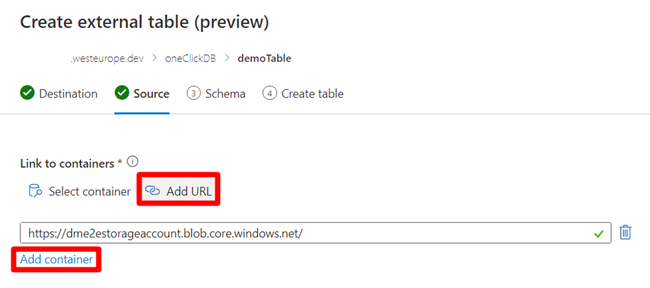 Create external table (preview)
.westeurope.dev > oneClickDB > demoTable
Destination Source 3 Schema 4 Create table
Link to containers * i
Select container Add URL
https://dme2estorageaccount.blob.core.windows.net/
Add container